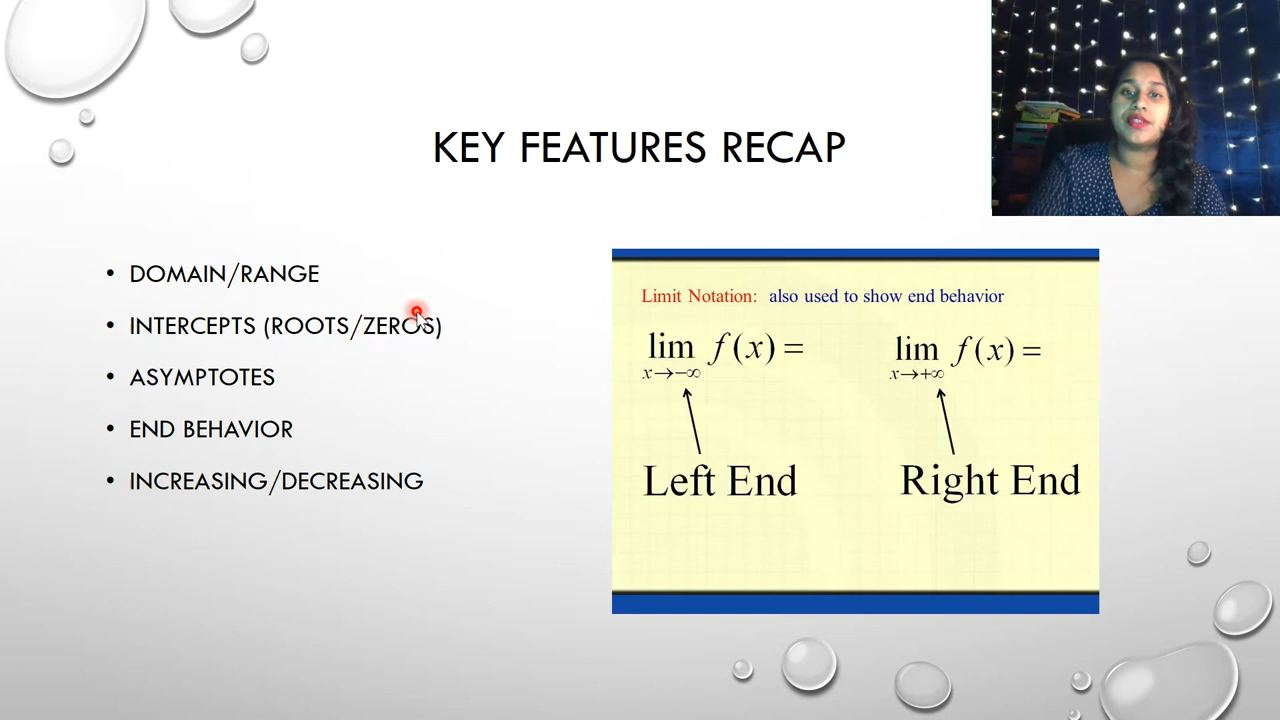 KEY FEATURES RECAP
• DOMAIN/RANGE
• INTERCEPTS (ROOTS/ZEROS)
• ASYMPTOTES
• END BEHAVIOR
• INCREASING/DECREASING
Limit Notation: also used to show end behavior
lim f(x) =
x→−∞
lim f(x) =
x→+∞
Left End
Right End